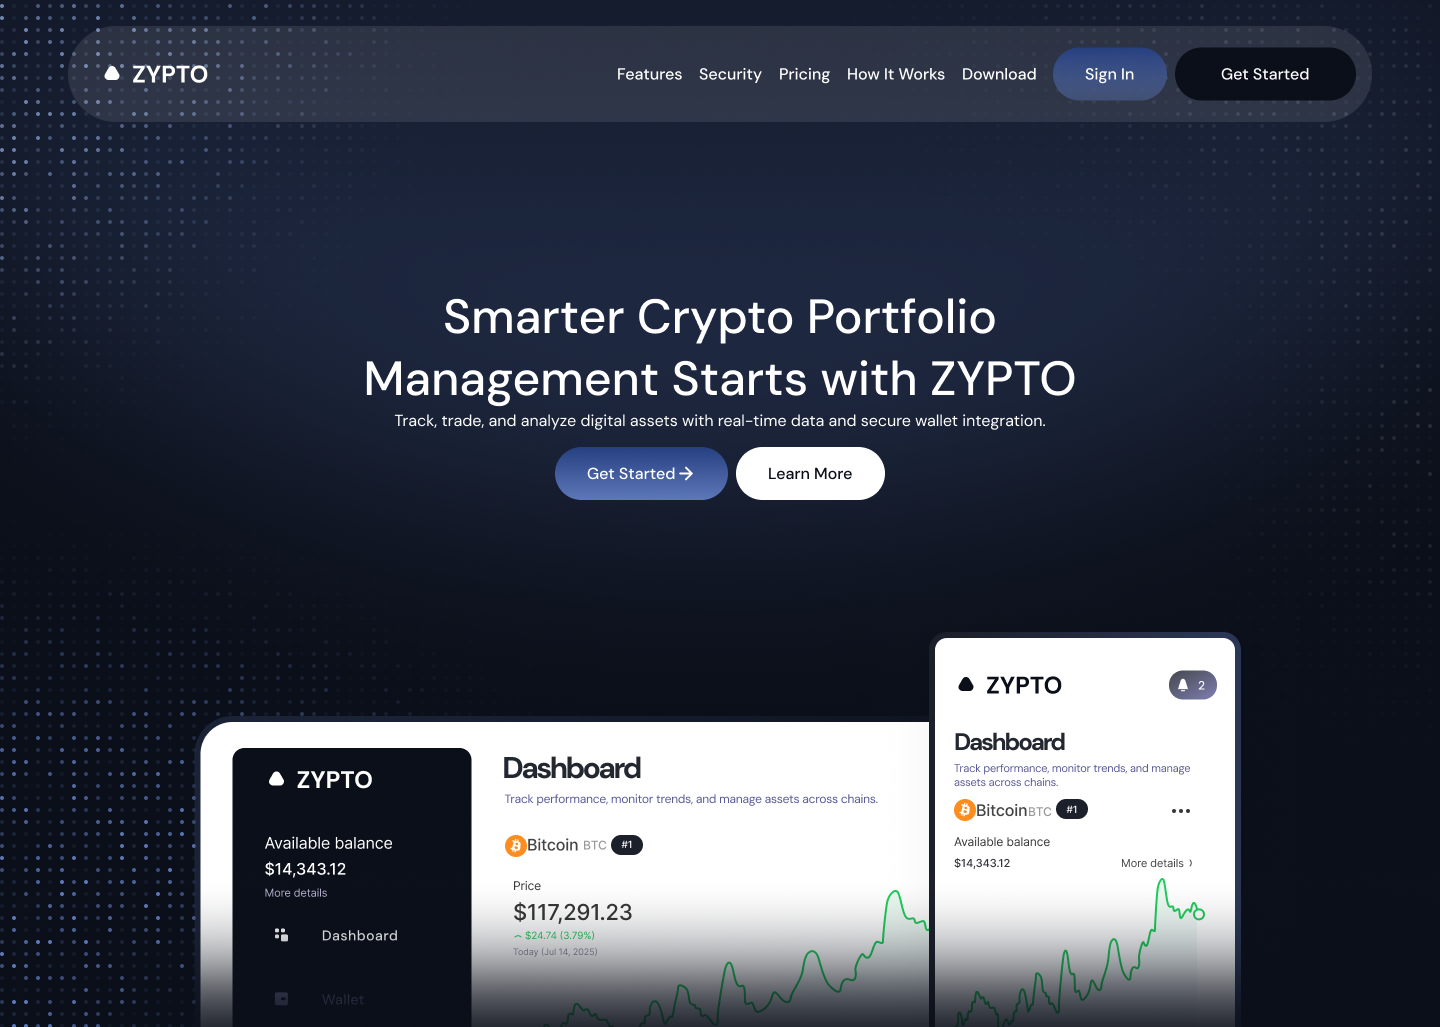 ZYPTO
Features Security Pricing How It Works Download Sign In Get Started
Smarter Crypto Portfolio
Management Starts with ZYPTO
Track, trade, and analyze digital assets with real-time data and secure wallet integration.
Get Started Learn More
ZYPTO
Available balance
$14,343.12
More details
Dashboard
Wallet
Dashboard
Track performance, monitor trends, and manage assets across chains.
Bitcoin BTC #1
Price
$117,291.23
$24.74 (3.79%)
Today (Jul 14, 2025)
ZYPTO 2
Dashboard
Track performance, monitor trends, and manage
assets across chains.
Bitcoin BTC #1
Available balance
$14,343.12 More details